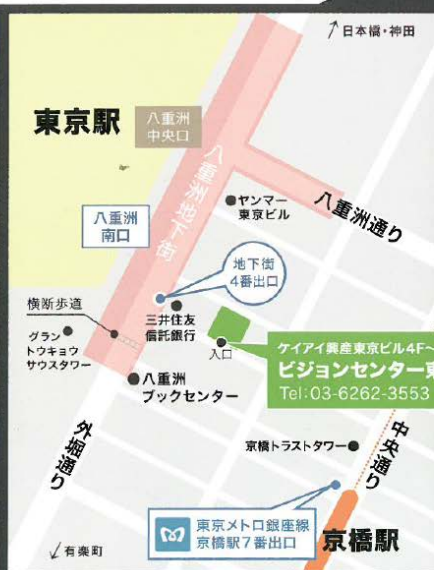 ↗日本橋・神田
東京駅
八重洲
中央口
八重洲地下街
八重洲
南口
ヤンマー
東京ビル
八重洲通り
地下街
4番出口
横断歩道
三井住友
信託銀行
グラン
トウキョウ
サウスタワー
入口
ケイアイ興産東京ビル4F~
ビジョンセンター東
Tel:03-6262-3553
八重洲
ブックセンター
外堀通り
京橋トラストタワー
中央通り
東京メトロ銀座線
京橋駅7番出口
京橋駅
↙有楽町